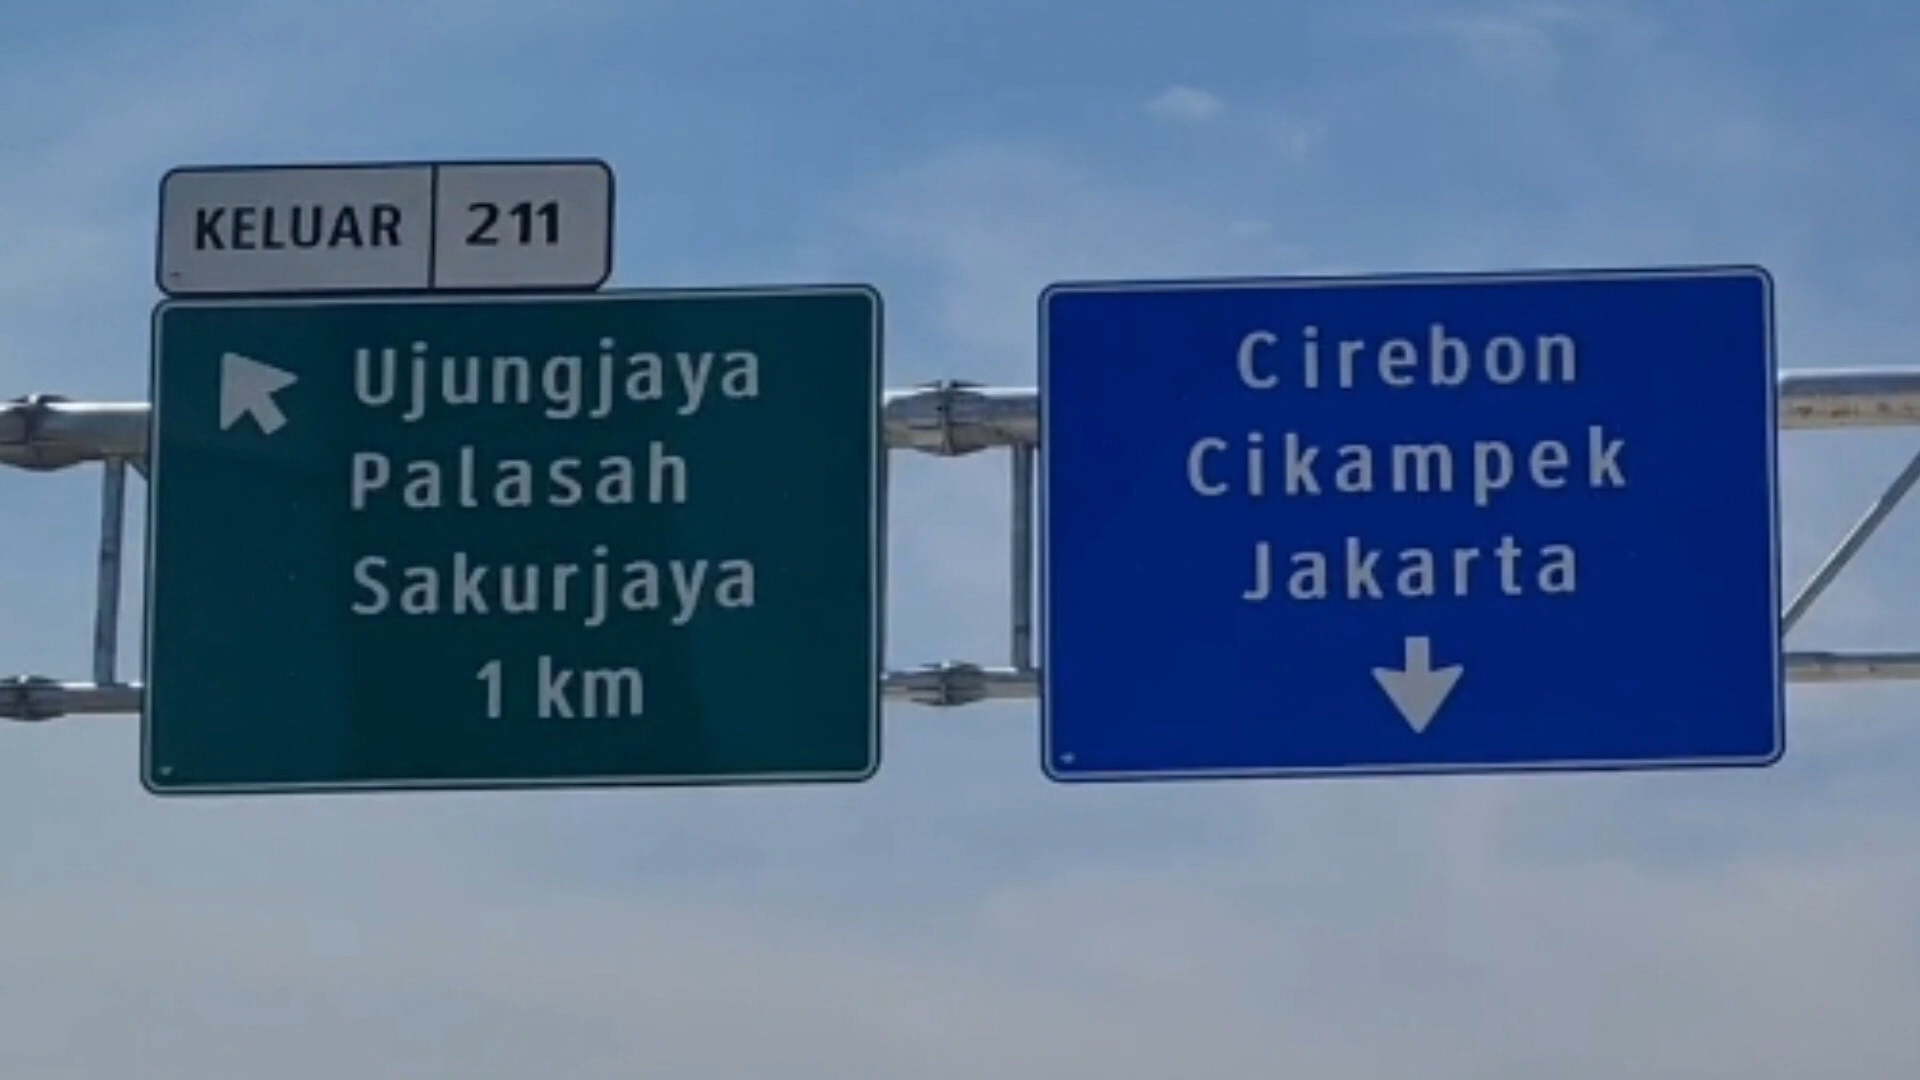 KELUAR 211
Ujungjaya
Palasah
Sakurjaya
1 km
Cirebon
Cikampek
Jakarta